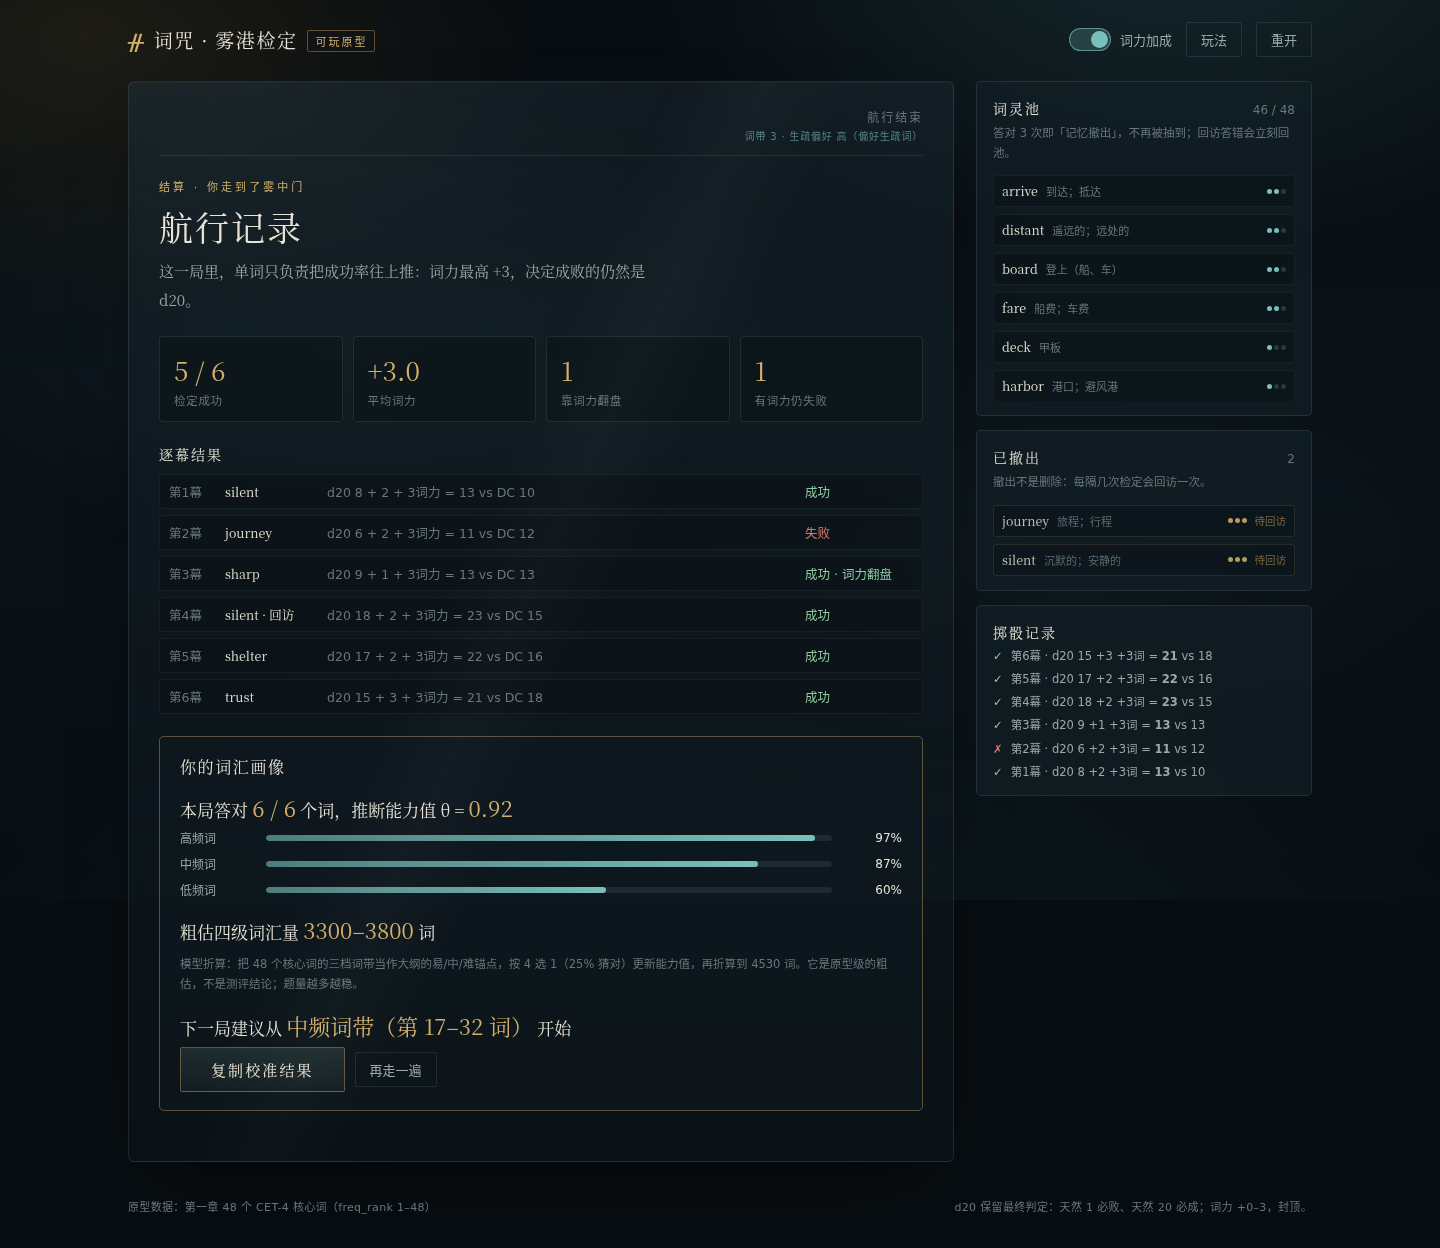 # 词咒 · 雾港检定 可玩原型
词力加成 玩法 重开
航行结束
词带 3 · 生疏偏好 高（偏好生疏词）
结算 · 你走到了雾中门
航行记录
这一局里，单词只负责把成功率往上推：词力最高 +3，决定成败的仍然是
d20。
5 / 6
检定成功
+3.0
平均词力
1
靠词力翻盘
1
有词力仍失败
逐幕结果
第1幕 silent d20 8 + 2 + 3词力 = 13 vs DC 10 成功
第2幕 journey d20 6 + 2 + 3词力 = 11 vs DC 12 失败
第3幕 sharp d20 9 + 1 + 3词力 = 13 vs DC 13 成功 · 词力翻盘
第4幕 silent · 回访 d20 18 + 2 + 3词力 = 23 vs DC 15 成功
第5幕 shelter d20 17 + 2 + 3词力 = 22 vs DC 16 成功
第6幕 trust d20 15 + 3 + 3词力 = 21 vs DC 18 成功
你的词汇画像
本局答对 6 / 6 个词，推断能力值 θ = 0.92
高频词 97%
中频词 87%
低频词 60%
粗估四级词汇量 3300–3800 词
模型折算：把 48 个核心词的三档词带当作大纲的易/中/难锚点，按 4 选 1（25% 猜对）更新能力值，再折算到 4530 词。它是原型级的粗
估，不是测评结论；题量越多越稳。
下一局建议从 中频词带（第 17–32 词） 开始
复制校准结果 再走一遍
词灵池 46 / 48
答对 3 次即「记忆撤出」，不再被抽到；回访答错会立刻回
池。
arrive 到达；抵达
distant 遥远的；远处的
board 登上（船、车）
fare 船费；车费
deck 甲板
harbor 港口；避风港
已撤出 2
撤出不是删除：每隔几次检定会回访一次。
journey 旅程；行程 待回访
silent 沉默的；安静的 待回访
掷骰记录
✓ 第6幕 · d20 15 +3 +3词 = 21 vs 18
✓ 第5幕 · d20 17 +2 +3词 = 22 vs 16
✓ 第4幕 · d20 18 +2 +3词 = 23 vs 15
✓ 第3幕 · d20 9 +1 +3词 = 13 vs 13
✗ 第2幕 · d20 6 +2 +3词 = 11 vs 12
✓ 第1幕 · d20 8 +2 +3词 = 13 vs 10
原型数据：第一章 48 个 CET-4 核心词（freq_rank 1–48）
d20 保留最终判定：天然 1 必败、天然 20 必成；词力 +0–3，封顶。